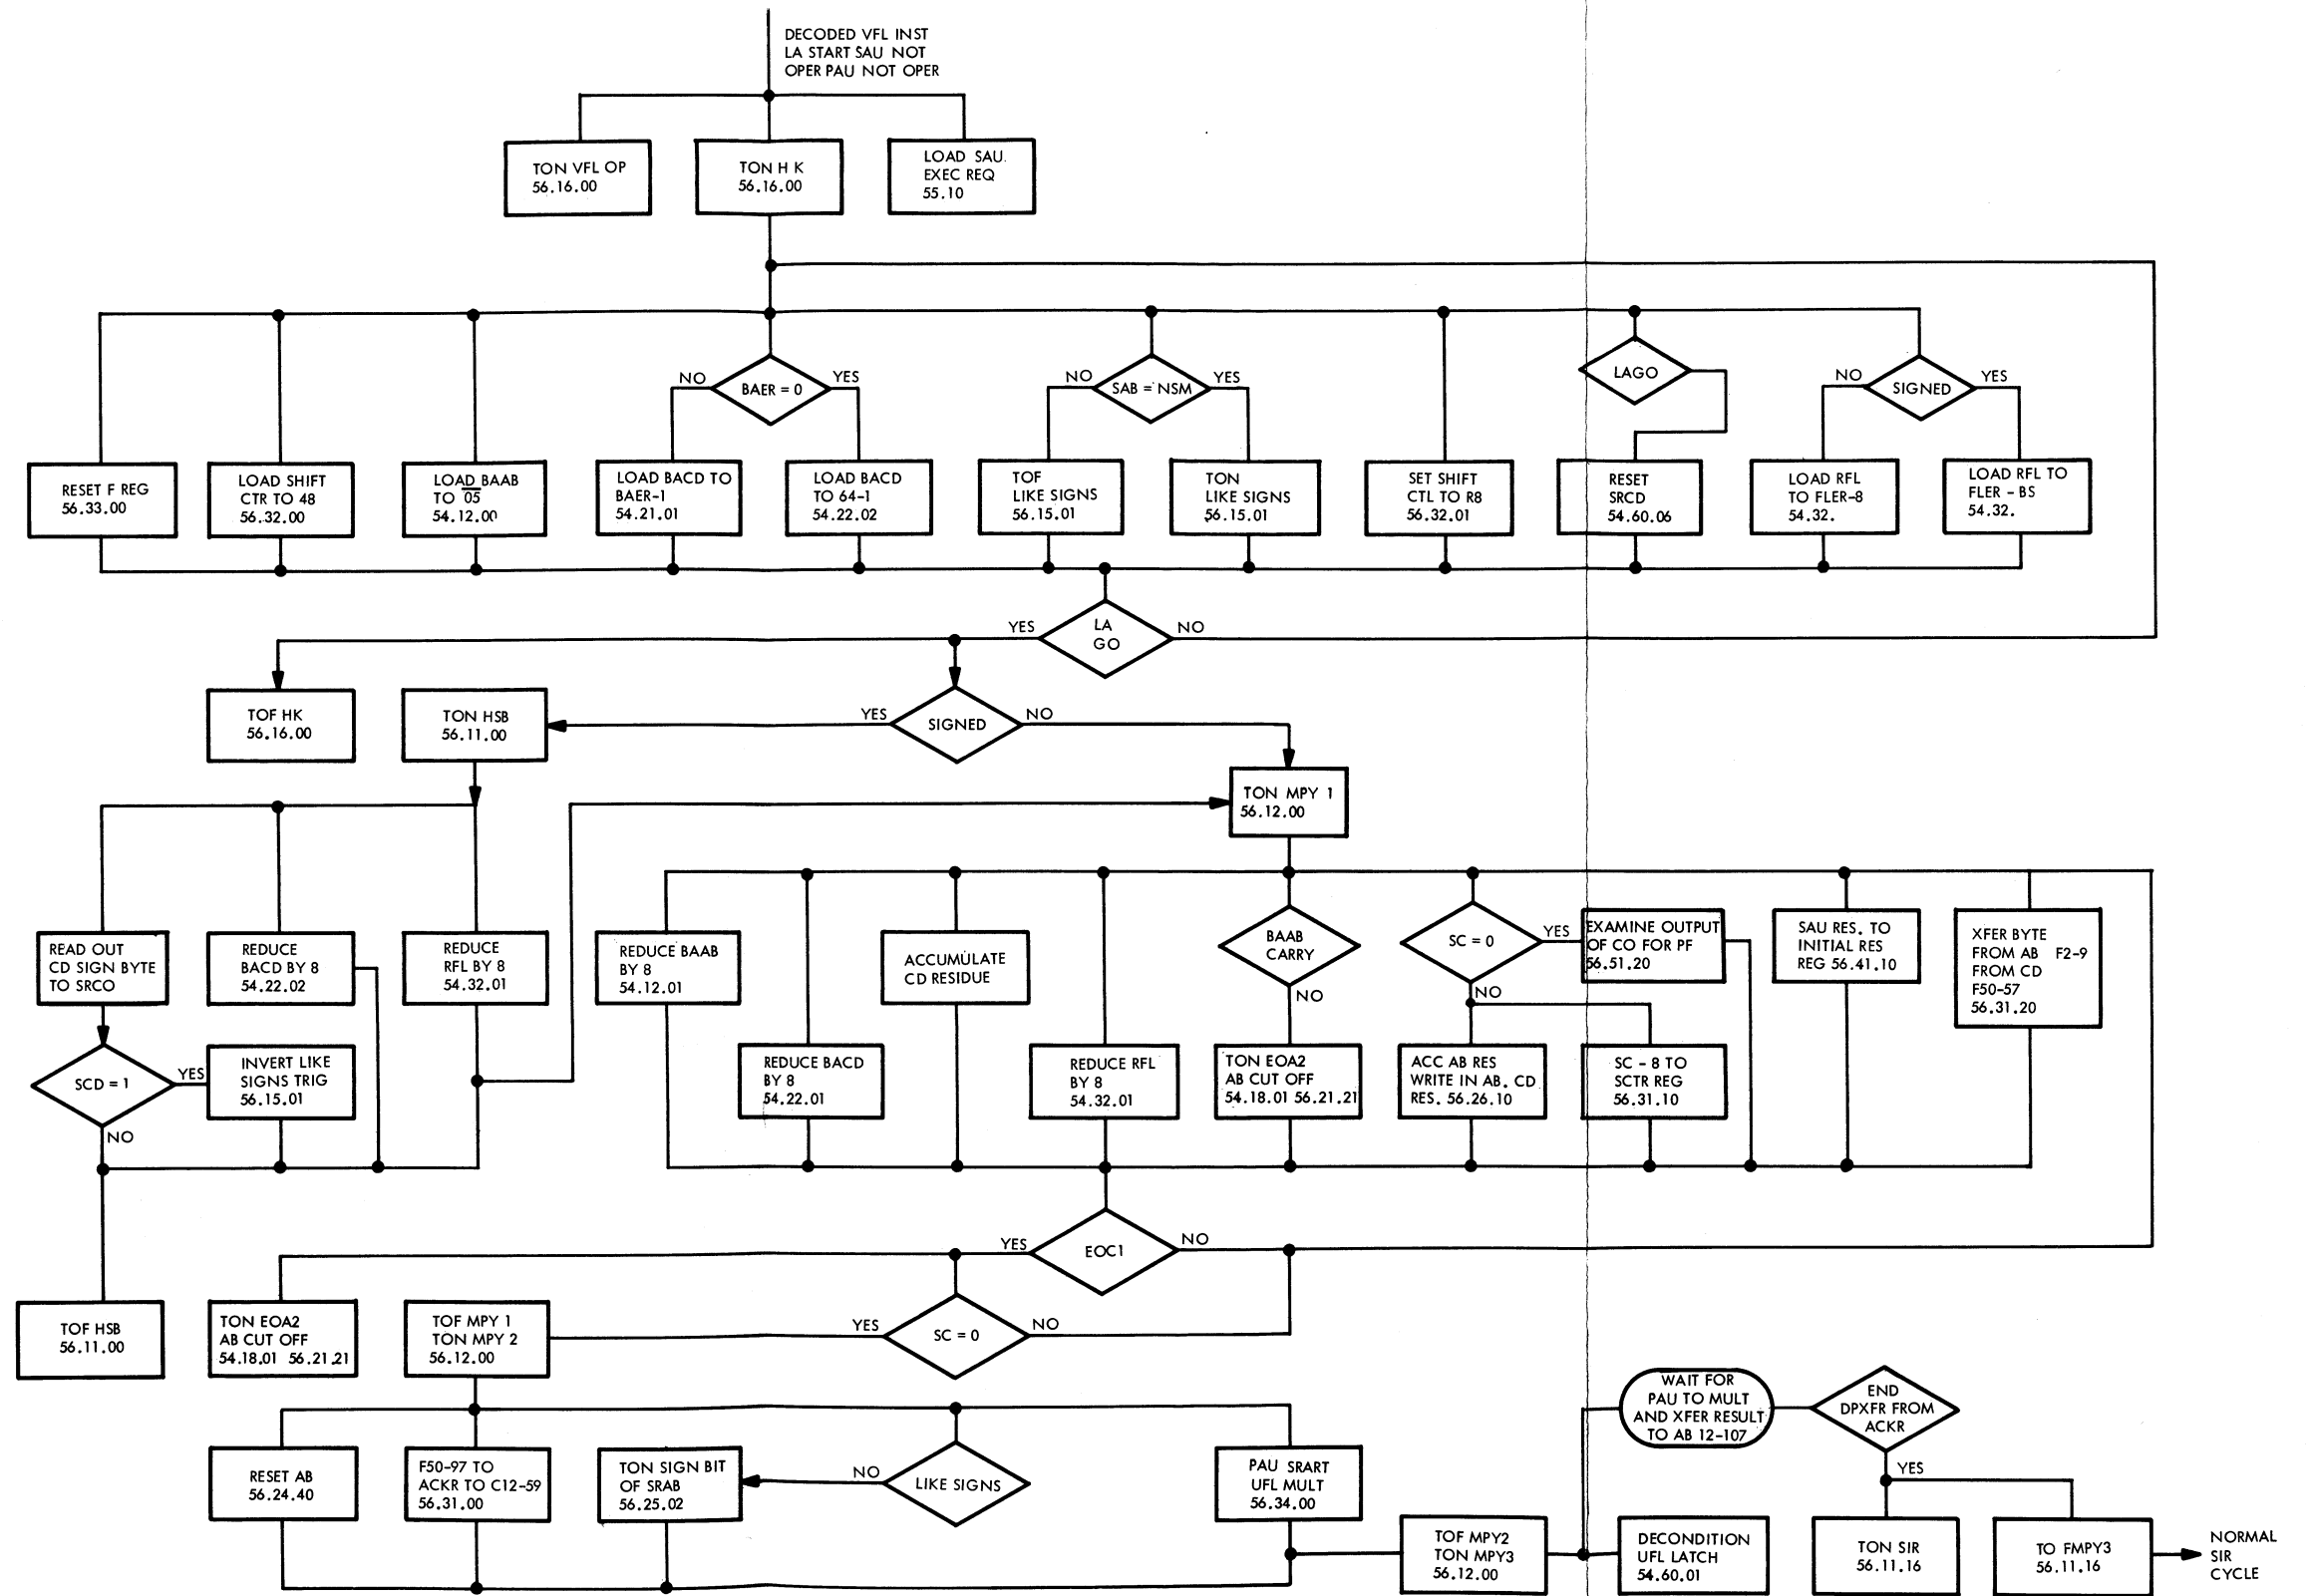 DECODED VFL INST
LA START SAU NOT
OPER PAU NOT OPER
TON VFL OP
56.16.00
TON H K
56.16.00
LOAD SAU
EXEC REQ
55.10
NO
BAER = 0
YES
NO
SAB = NSM
YES
LAGO
NO
SIGNED
YES
RESET F REG
56.33.00
LOAD SHIFT
CTR TO 48
56.32.00
LOAD BAAB
TO 05
54.12.00
LOAD BACD TO
BAER-1
54.21.01
LOAD BACD
TO 64-1
54.22.02
TOF
LIKE SIGNS
56.15.01
TON
LIKE SIGNS
56.15.01
SET SHIFT
CTL TO R8
56.32.01
RESET
SRCD
54.60.06
LOAD RFL
TO FLER-8
54.32.
LOAD RFL TO
FLER - BS
54.32.
YES
LA
GO
NO
TOF HK
56.16.00
TON HSB
56.11.00
YES
SIGNED
NO
TON MPY 1
56.12.00
READ OUT
CD SIGN BYTE
TO SRCO
REDUCE
BACD BY 8
54.22.02
REDUCE
RFL BY 8
54.32.01
REDUCE BAAB
BY 8
54.12.01
ACCUMULATE
CD RESIDUE
BAAB
CARRY
NO
SC = 0
YES
NO
EXAMINE OUTPUT
OF CO FOR PF
56.51.20
SAU RES. TO
INITIAL RES
REG 56.41.10
XFER BYTE
FROM AB F2-9
FROM CD
F50-57
56.31.20
SCD = 1
YES
NO
INVERT LIKE
SIGNS TRIG
56.15.01
REDUCE BACD
BY 8
54.22.01
REDUCE RFL
BY 8
54.32.01
TON EOA2
AB CUT OFF
54.18.01 56.21.21
ACC AB RES
WRITE IN AB. CD
RES. 56.26.10
SC - 8 TO
SCTR REG
56.31.10
YES
EOC1
NO
TOF HSB
56.11.00
TON EOA2
AB CUT OFF
54.18.01 56.21.21
TOF MPY 1
TON MPY 2
56.12.00
YES
SC = 0
NO
WAIT FOR
PAU TO MULT
AND XFER RESULT
TO AB 12-107
END
DPXFR FROM
ACKR
YES
RESET AB
56.24.40
F50-97 TO
ACKR TO C12-59
56.31.00
TON SIGN BIT
OF SRAB
56.25.02
NO
LIKE SIGNS
PAU SRART
UFL MULT
56.34.00
TOF MPY2
TON MPY3
56.12.00
DECONDITION
UFL LATCH
54.60.01
TON SIR
56.11.16
TO FMPY3
56.11.16
NORMAL
SIR
CYCLE